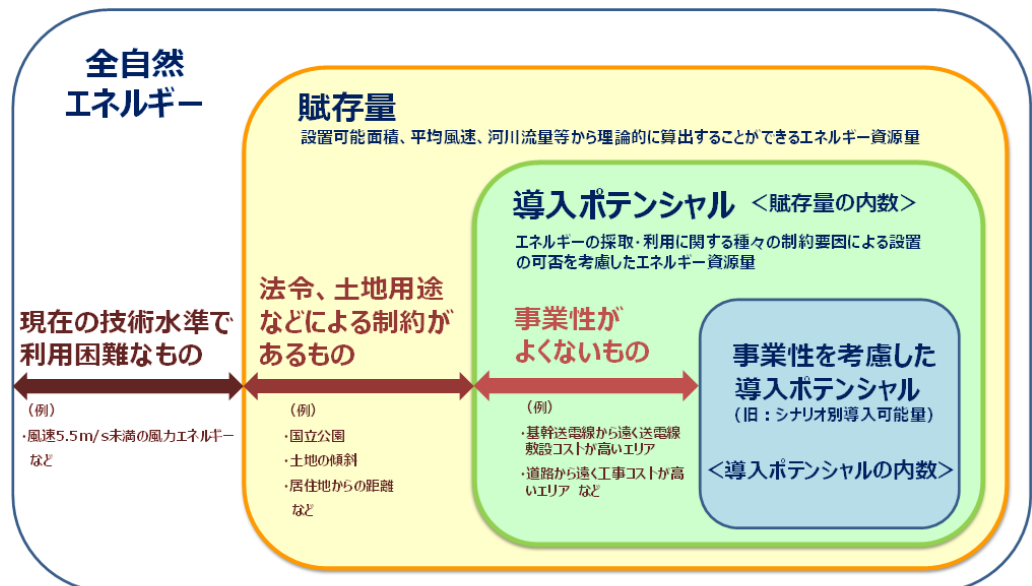 全自然
エネルギー
賦存量
設置可能面積、平均風速、河川流量等から理論的に算出することができるエネルギー資源量
導入ポテンシャル ＜賦存量の内数＞
エネルギーの採取・利用に関する種々の制約要因による設置
の可否を考慮したエネルギー資源量
現在の技術水準で
利用困難なもの
（例）
・風速5.5m/s未満の風力エネルギー
など
法令、土地用途
などによる制約が
あるもの
（例）
・国立公園
・土地の傾斜
・居住地からの距離
など
事業性が
よくないもの
（例）
・基幹送電線から遠く送電線
敷設コストが高いエリア
・道路から遠く工事コストが高
いエリア など
事業性を考慮した
導入ポテンシャル
（旧：シナリオ別導入可能量）
＜導入ポテンシャルの内数＞